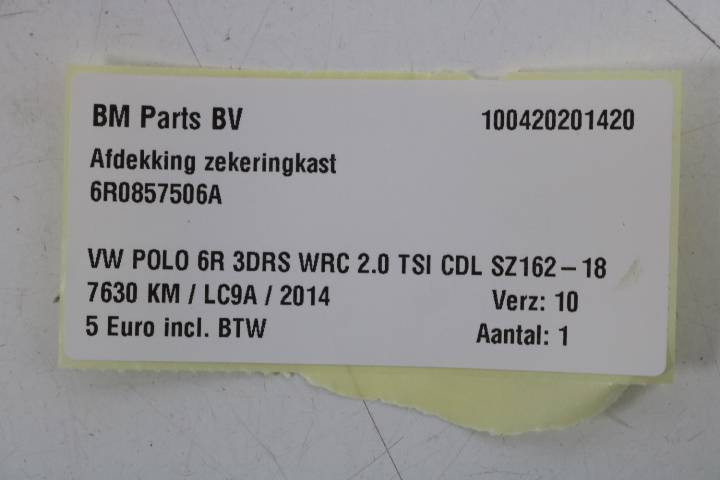 BM Parts BV 100420201420
Afdekking zekeringkast
6R0857506A
VW POLO 6R 3DRS WRC 2.0 TSI CDL SZ162-18
7630 KM / LC9A / 2014 Verz: 10
5 Euro incl. BTW Aantal: 1